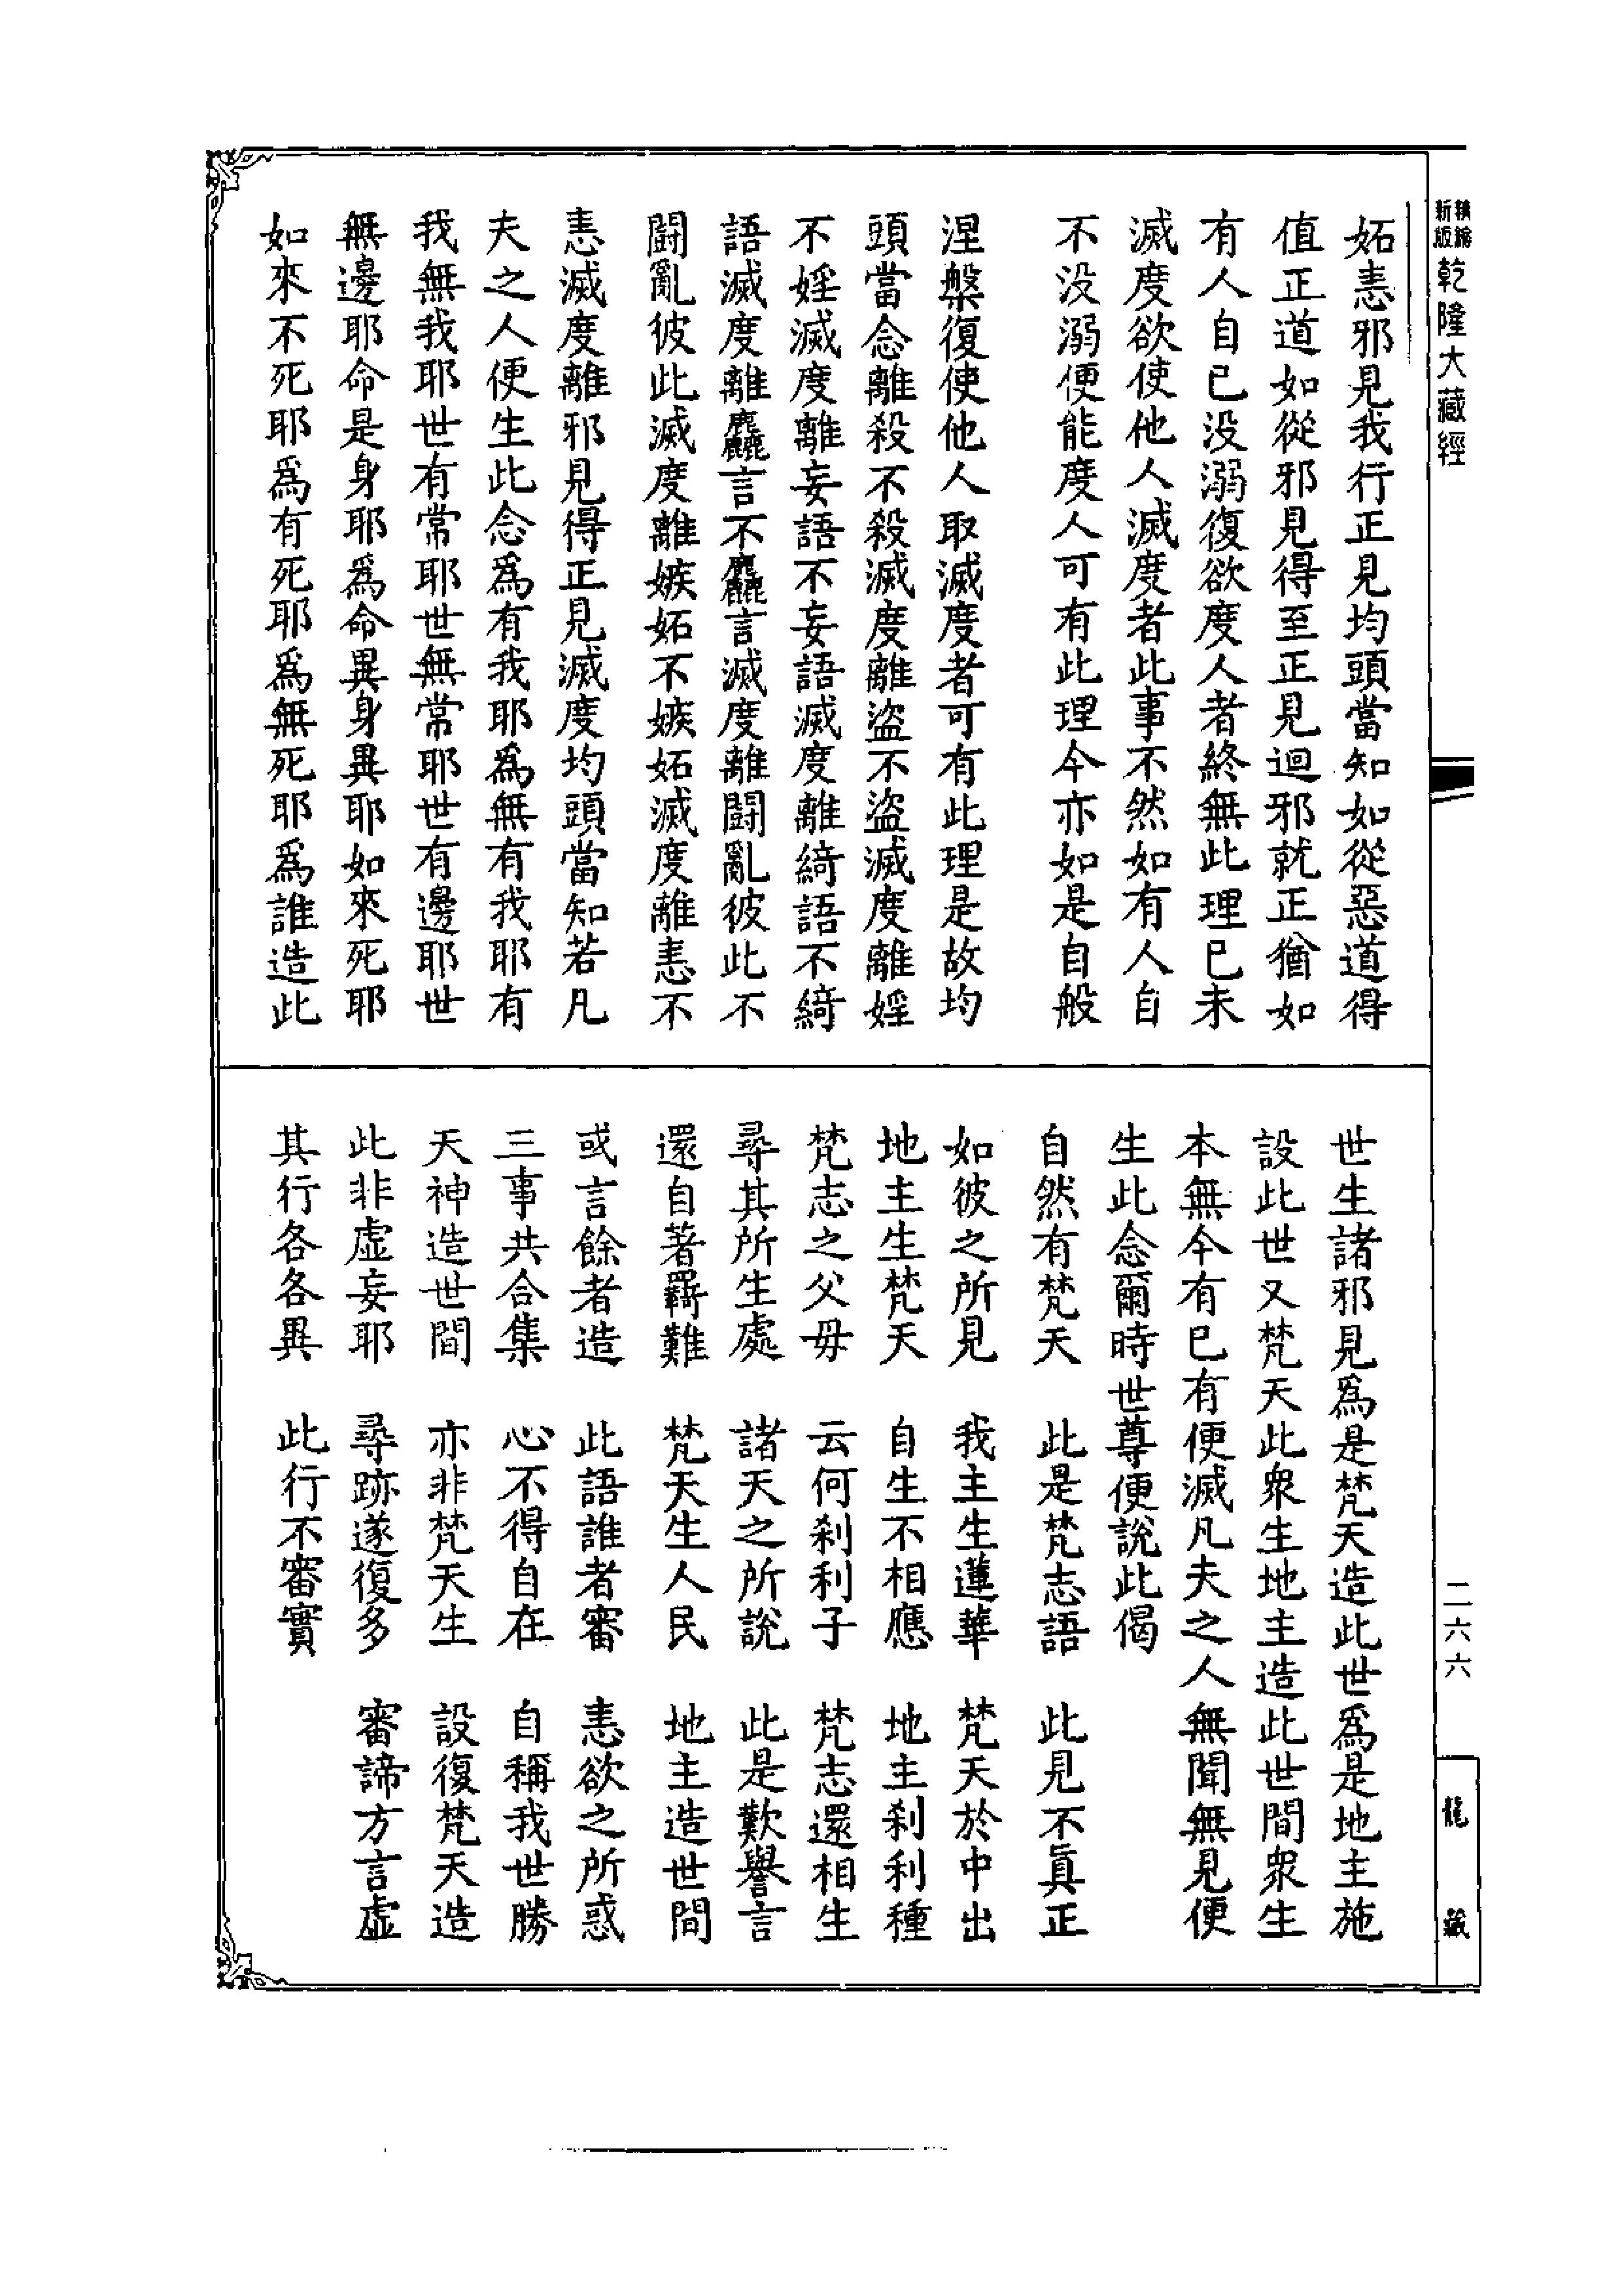 精編
新版
乾隆大藏經
妬恚邪見我行正見均頭當知如從惡道得
值正道如從邪見得至正見迴邪就正猶如
有人自已没溺復欲度人者終無此理已未
滅度欲使他人滅度者此事不然如有人自
不没溺便能度人可有此理今亦如是自般
涅槃復使他人取滅度者可有此理是故均
頭當念離殺不殺滅度離盜不盜滅度離婬
不婬滅度離妄語不妄語滅度離綺語不綺
語滅度離麤言不麤言滅度離鬪亂彼此不
鬪亂彼此滅度離嫉妬不嫉妬滅度離恚不
恚滅度離邪見得正見滅度均頭當知若凡
夫之人便生此念爲有我耶爲無有我耶有
我無我耶世有常耶世無常耶世有邊耶世
無邊耶命是身耶爲命異身異耶如來死耶
如來不死耶爲有死耶爲無死耶爲誰造此
世生諸邪見爲是梵天造此世爲是地主施
設此世又梵天此衆生地主造此世間衆生
本無今有已有便滅凡夫之人無聞無見便
生此念爾時世尊便說此偈
自然有梵天　此是梵志語　此見不眞正
如彼之所見　我主生蓮華　梵天於中出
地主生梵天　自生不相應　地主刹利種
梵志之父母　云何刹利子　梵志還相生
尋其所生處　諸天之所說　此是歎譽言
還自著羇難　梵天生人民　地主造世間
或言餘者造　此語誰者審　恚欲之所惑
三事共合集　心不得自在　自稱我世勝
天神造世間　亦非梵天生　設復梵天造
此非虛妄耶　尋跡遂復多　審諦方言虛
其行各各異　此行不審實
二六六
龍藏